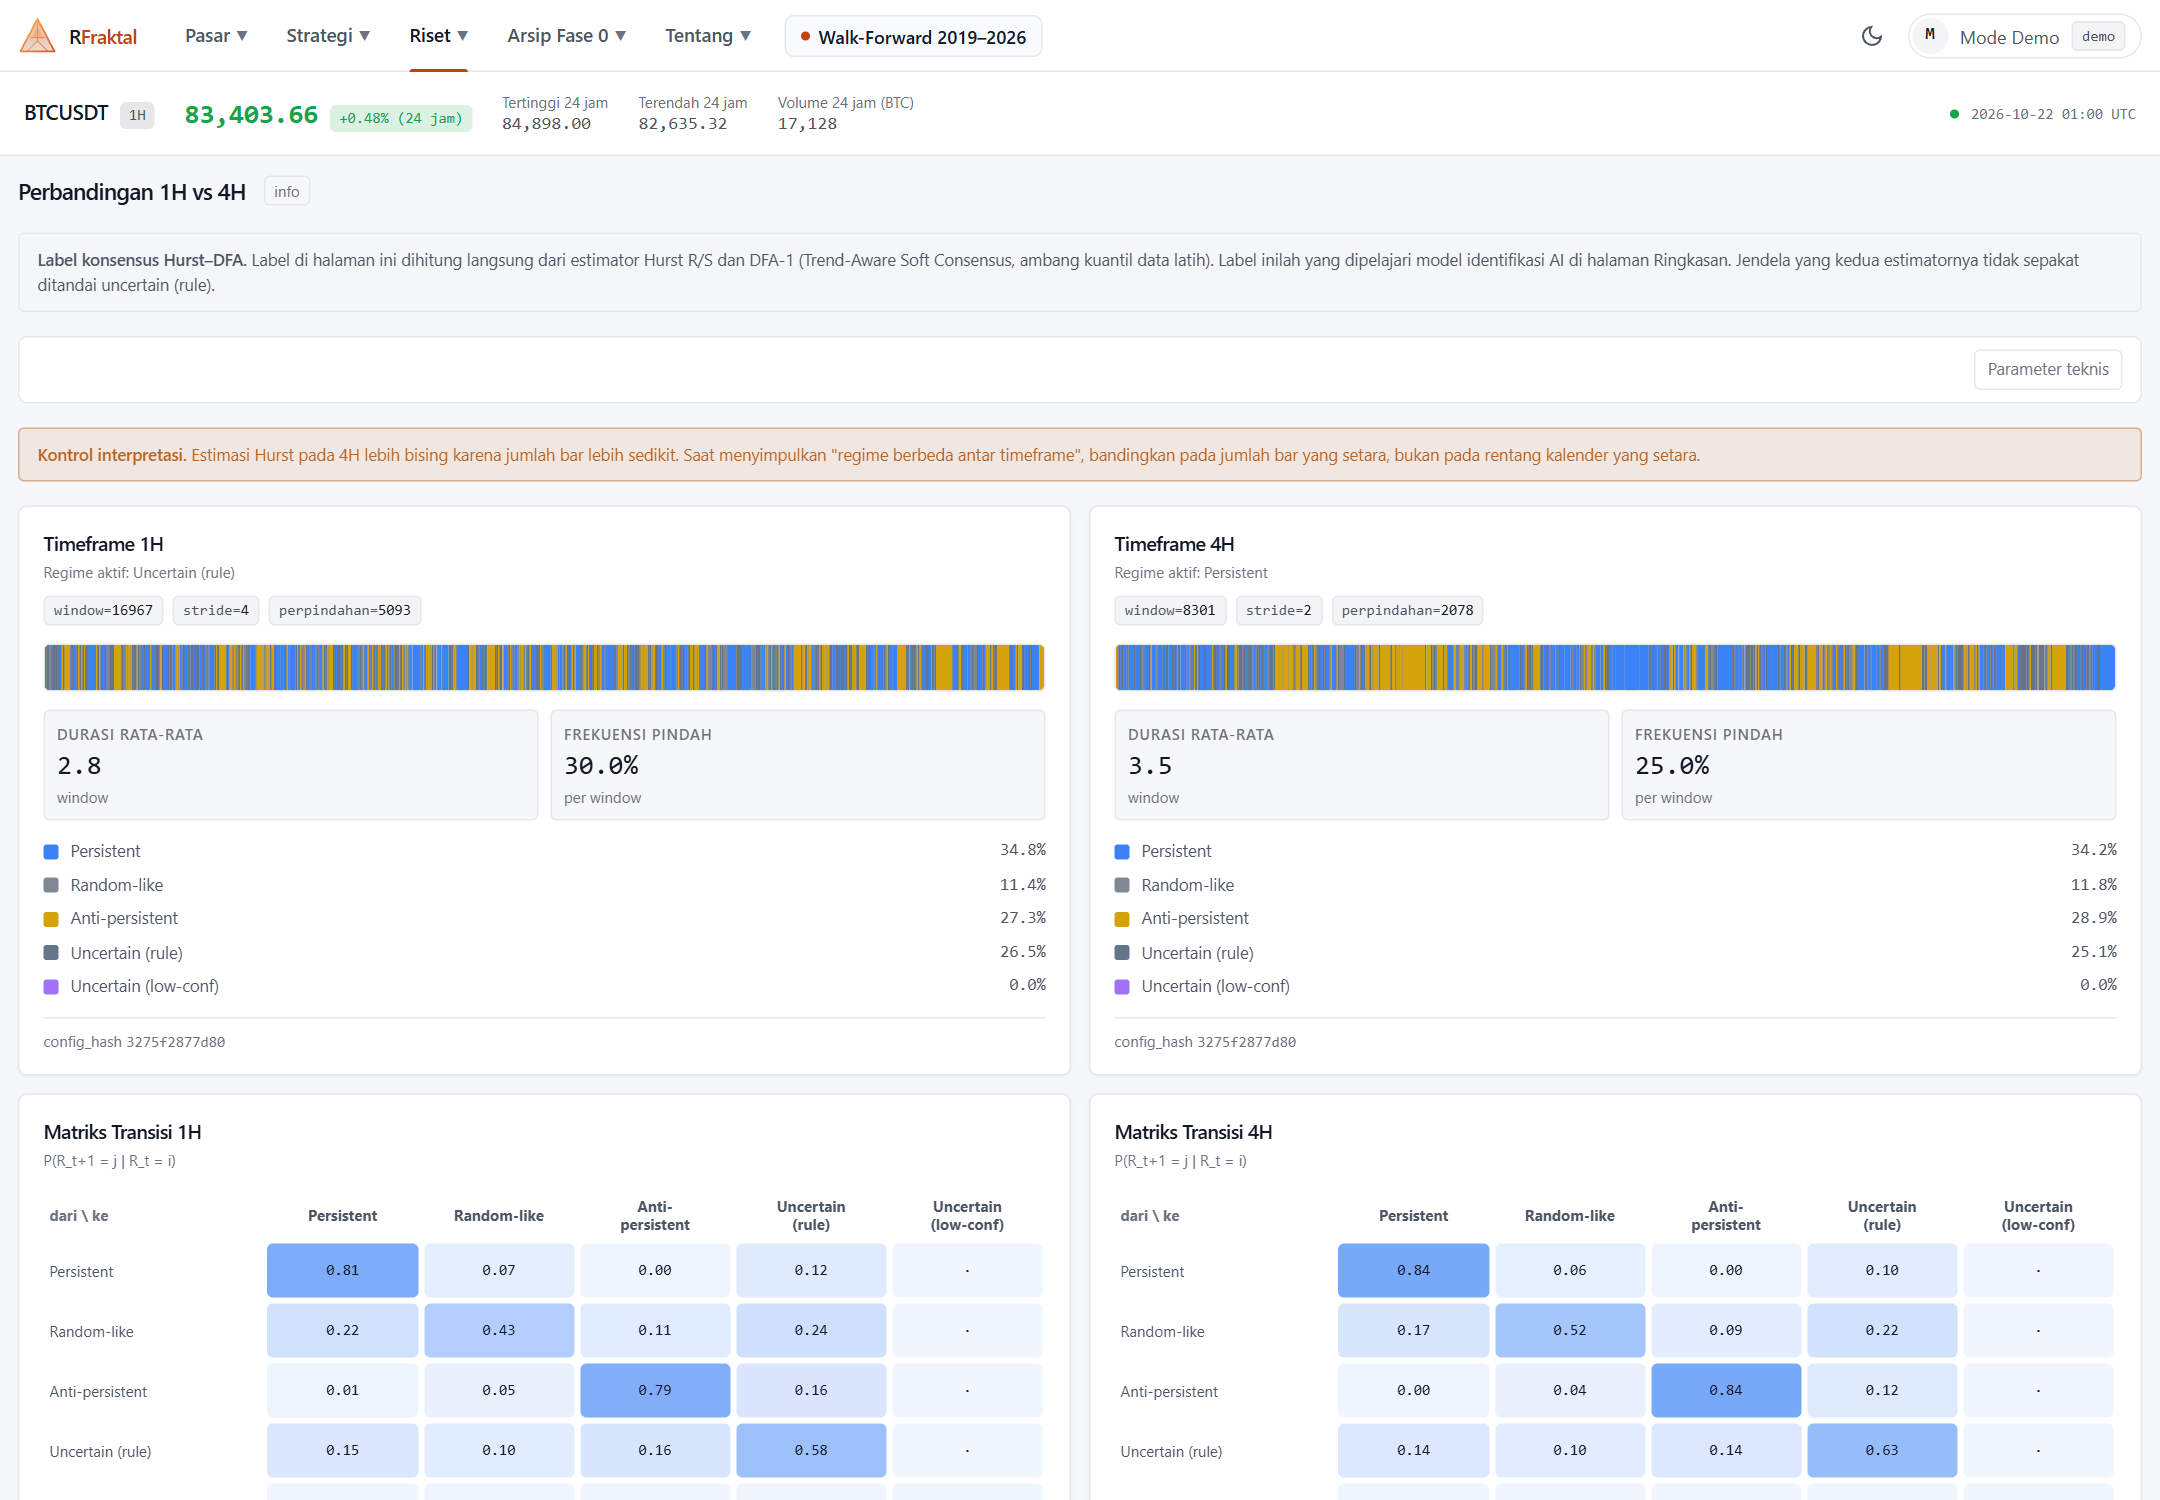 RFraktal
Pasar ▼
Strategi ▼
Riset ▼
Arsip Fase 0 ▼
Tentang ▼
Walk-Forward 2019–2026
M
Mode Demo
demo
BTCUSDT
1H
83,403.66
+0.48% (24 jam)
Tertinggi 24 jam
84,898.00
Terendah 24 jam
82,635.32
Volume 24 jam (BTC)
17,128
2026-10-22 01:00 UTC
Perbandingan 1H vs 4H
info
Label konsensus Hurst–DFA. Label di halaman ini dihitung langsung dari estimator Hurst R/S dan DFA-1 (Trend-Aware Soft Consensus, ambang kuantil data latih). Label inilah yang dipelajari model identifikasi AI di halaman Ringkasan. Jendela yang kedua estimatornya tidak sepakat
ditandai uncertain (rule).
Parameter teknis
Kontrol interpretasi. Estimasi Hurst pada 4H lebih bising karena jumlah bar lebih sedikit. Saat menyimpulkan "regime berbeda antar timeframe", bandingkan pada jumlah bar yang setara, bukan pada rentang kalender yang setara.
Timeframe 1H
Regime aktif: Uncertain (rule)
window=16967
stride=4
perpindahan=5093
DURASI RATA-RATA
2.8
window
FREKUENSI PINDAH
30.0%
per window
Persistent 34.8%
Random-like 11.4%
Anti-persistent 27.3%
Uncertain (rule) 26.5%
Uncertain (low-conf) 0.0%
config_hash 3275f2877d80
Timeframe 4H
Regime aktif: Persistent
window=8301
stride=2
perpindahan=2078
DURASI RATA-RATA
3.5
window
FREKUENSI PINDAH
25.0%
per window
Persistent 34.2%
Random-like 11.8%
Anti-persistent 28.9%
Uncertain (rule) 25.1%
Uncertain (low-conf) 0.0%
config_hash 3275f2877d80
Matriks Transisi 1H
P(R_t+1 = j | R_t = i)
dari \ ke Persistent Random-like Anti-persistent Uncertain (rule) Uncertain (low-conf)
Persistent 0.81 0.07 0.00 0.12 ·
Random-like 0.22 0.43 0.11 0.24 ·
Anti-persistent 0.01 0.05 0.79 0.16 ·
Uncertain (rule) 0.15 0.10 0.16 0.58 ·
Matriks Transisi 4H
P(R_t+1 = j | R_t = i)
dari \ ke Persistent Random-like Anti-persistent Uncertain (rule) Uncertain (low-conf)
Persistent 0.84 0.06 0.00 0.10 ·
Random-like 0.17 0.52 0.09 0.22 ·
Anti-persistent 0.00 0.04 0.84 0.12 ·
Uncertain (rule) 0.14 0.10 0.14 0.63 ·